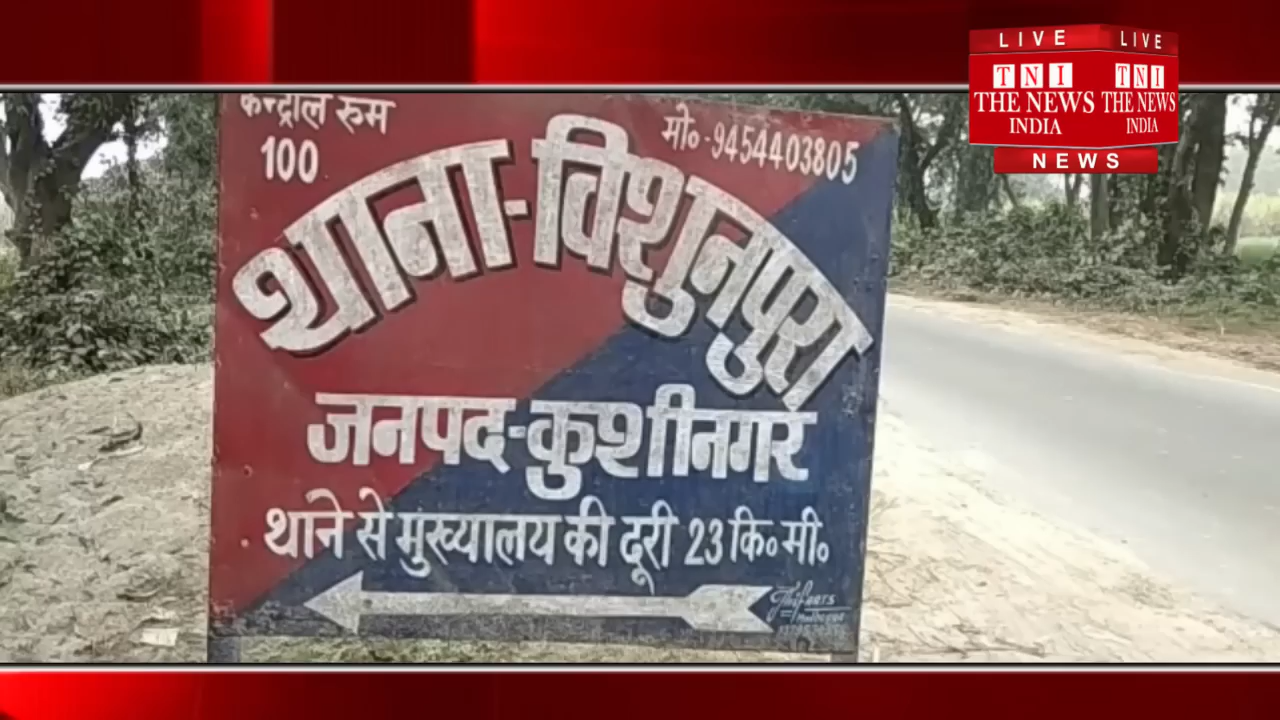 LIVE LIVE
TNI TNI
THE NEWS THE NEWS
INDIA INDIA
NEWS
कन्ट्रोल रूम
100
मो० -9454403805
थाना-विशुनपुरा
जनपद-कुशीनगर
थाने से मुख्यालय की दूरी 23 कि० मी०